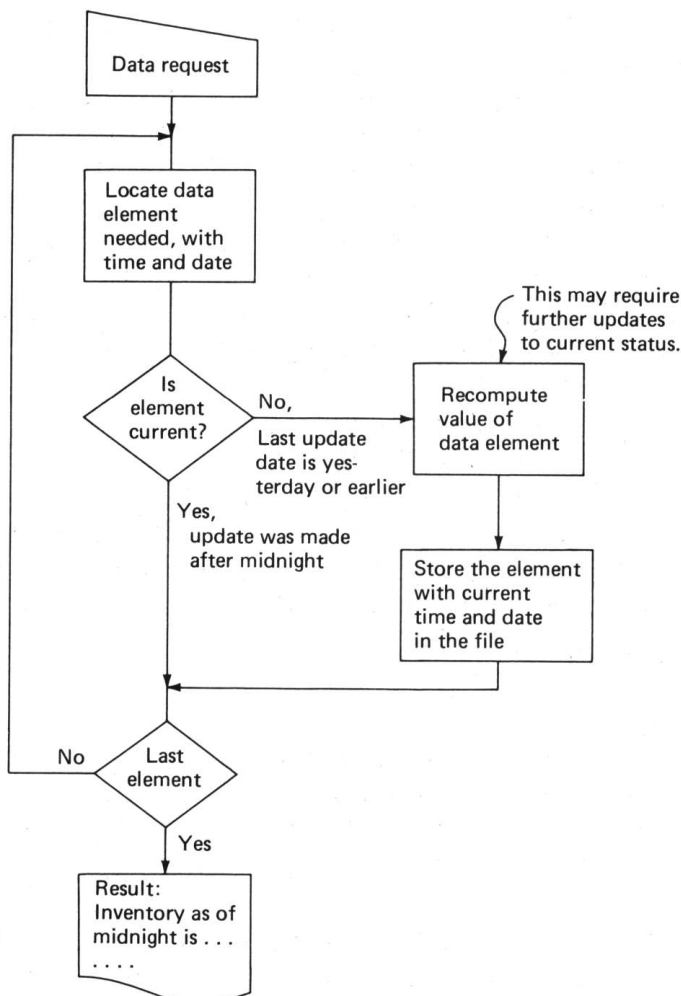 Data request
Locate data
element
needed, with
time and date
This may require
further updates
to current status.
Is
element
current?
No,
Last update
date is yes-
terday or earlier
Recompute
value of
data element
Yes,
update was made
after midnight
Store the element
with current
time and date
in the file
No
Last
element
Yes
Result:
Inventory as of
midnight is . . .
. . . .